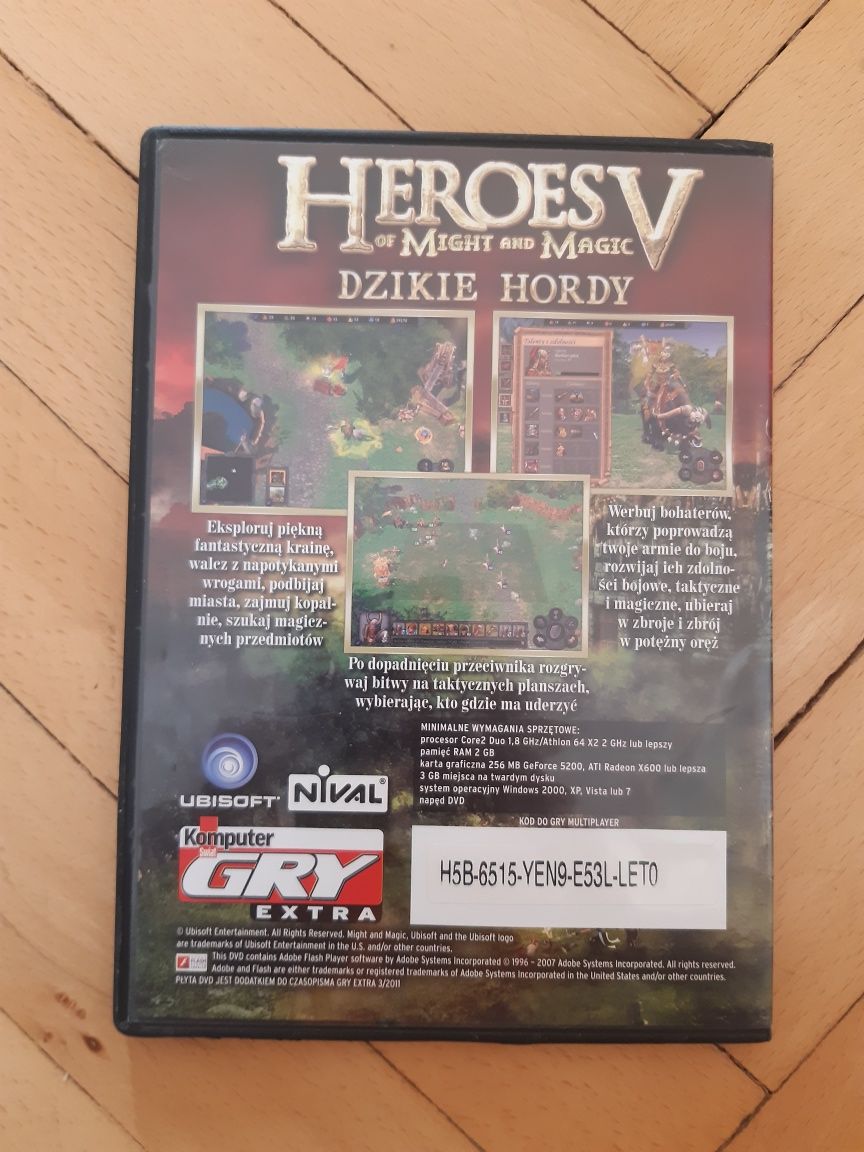 HEROES V
OF MIGHT AND MAGIC
DZIKIE HORDY
Talenty i zdolności
Eksploruj piękną
fantastyczną krainę,
walcz z napotykanymi
wrogami, podbijaj
miasta, zajmuj kopal-
nie, szukaj magicz-
nych przedmiotów
Werbuj bohaterów,
którzy poprowadzą
twoje armie do boju,
rozwijaj ich zdolno-
ści bojowe, taktyczne
i magiczne, ubieraj
w zbroje i zbrój
w potężny oręż
Po dopadnięciu przeciwnika rozgry-
waj bitwy na taktycznych planszach,
wybierając, kto gdzie ma uderzyć
MINIMALNE WYMAGANIA SPRZĘTOWE:
procesor Core2 Duo 1,8 GHz/Athlon 64 X2 2 GHz lub lepszy
pamięć RAM 2 GB
karta graficzna 256 MB GeForce 5200, ATI Radeon X600 lub lepsza
3 GB miejsca na twardym dysku
system operacyjny Windows 2000, XP, Vista lub 7
napęd DVD
UBISOFT
NIVAL®
KOD DO GRY MULTIPLAYER
H5B-6515-YEN9-E53L-LET0
Komputer
Świat
GRY
EXTRA
© Ubisoft Entertainment. All Rights Reserved. Might and Magic, Ubisoft and the Ubisoft logo
are trademarks of Ubisoft Entertainment in the U.S. and/or other countries.
FLASH
This DVD contains Adobe Flash Player software by Adobe Systems Incorporated © 1996 - 2007 Adobe Systems Incorporated. All rights reserved.
Adobe and Flash are either trademarks or registered trademarks of Adobe Systems Incorporated in the United States and/or other countries.
PŁYTA DVD JEST DODATKIEM DO CZASOPISMA GRY EXTRA 3/2011